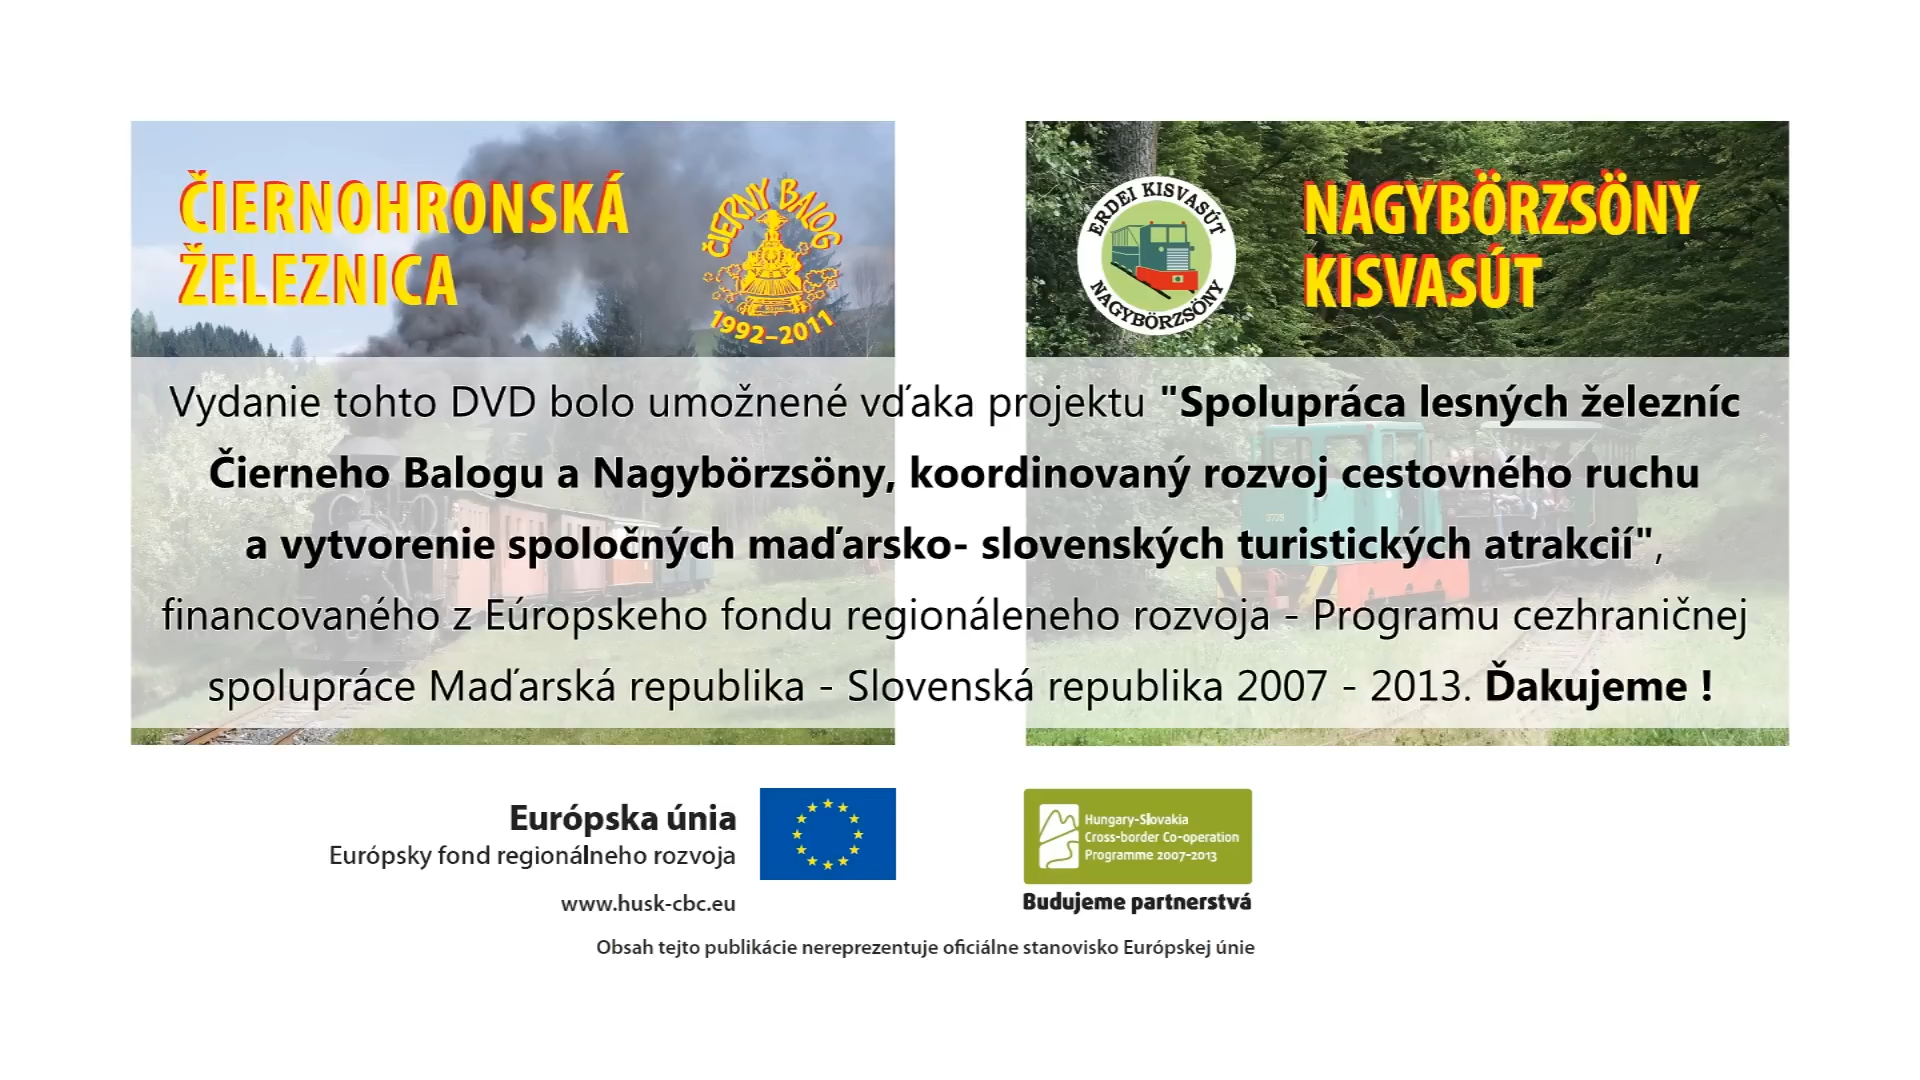 ČIERNOHRONSKÁ
ŽELEZNICA
ČIERNY BALOG
1992–2011
ERDEI KISVASÚT
NAGYBÖRZSÖNY
NAGYBÖRZSÖNY
KISVASÚT
Vydanie tohto DVD bolo umožnené vďaka projektu "Spolupráca lesných železníc
Čierneho Balogu a Nagybörzsöny, koordinovaný rozvoj cestovného ruchu
a vytvorenie spoločných maďarsko- slovenských turistických atrakcií",
financovaného z Eúropskeho fondu regionáleneho rozvoja - Programu cezhraničnej
spolupráce Maďarská republika - Slovenská republika 2007 - 2013. Ďakujeme !
Európska únia
Európsky fond regionálneho rozvoja
www.husk-cbc.eu
Hungary-Slovakia
Cross-border Co-operation
Programme 2007-2013
Budujeme partnerstvá
Obsah tejto publikácie nereprezentuje oficiálne stanovisko Európskej únie